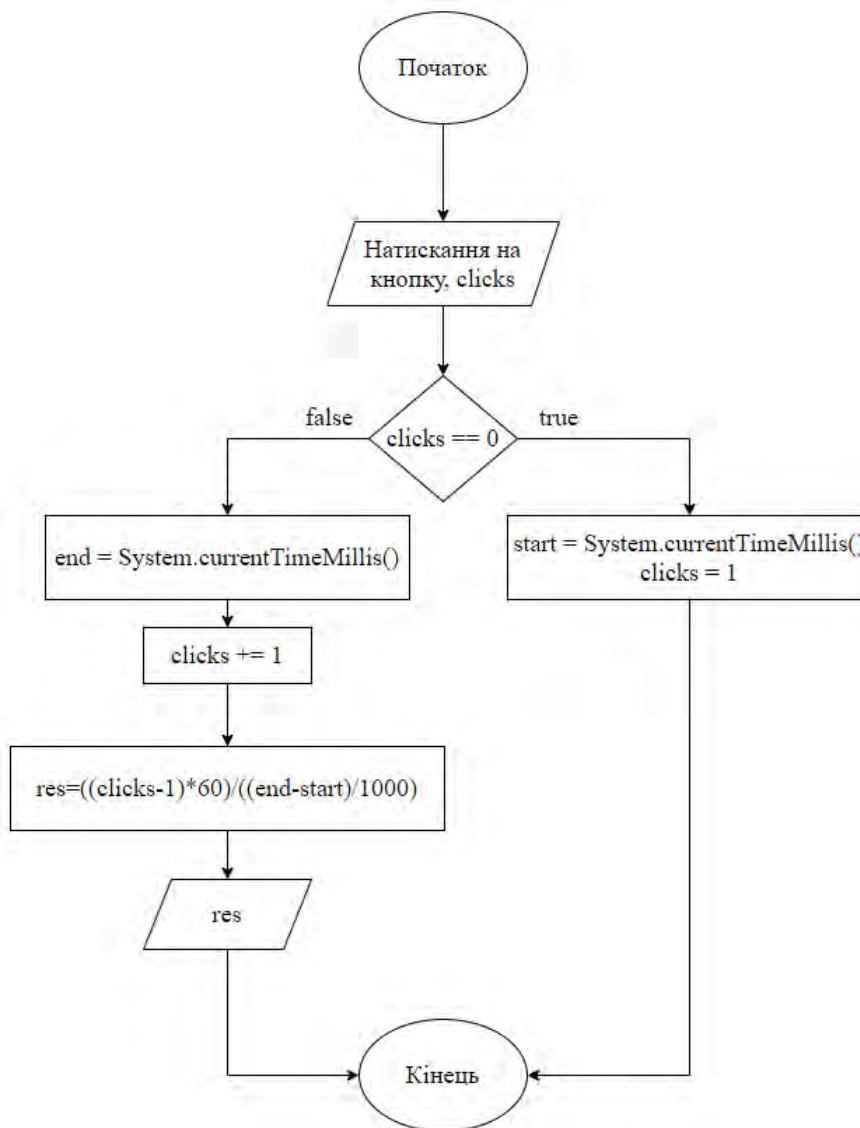 Початок
Натискання на
кнопку, clicks
false
true
clicks == 0
end = System.currentTimeMillis()
start = System.currentTimeMillis()
clicks = 1
clicks += 1
res=((clicks-1)*60)/((end-start)/1000)
res
Кінець